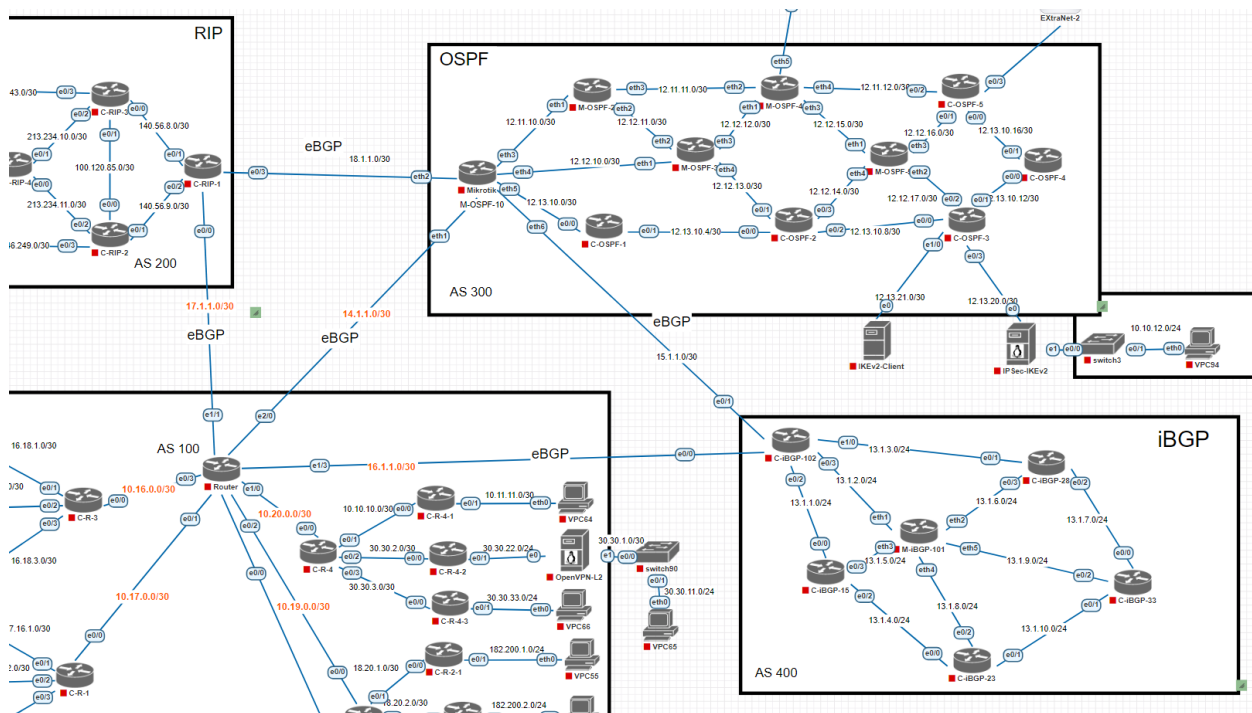 RIP
43.0/30
e0/3
C-RIP-3
e0/0
e0/2
140.56.8.0/30
213.234.10.0/30
e0/1
e0/1
e0/1
100.120.85.0/30
-RIP-4
e0/0
e0/2
C-RIP-1
e0/3
213.234.11.0/30
e0/0
140.56.9.0/30
e0/2
e0/1
e0/0
46.249.0/30
e0/3
C-RIP-2
AS 200
17.1.1.0/30
eBGP
eBGP
18.1.1.0/30
eth2
EXtraNet-2
OSPF
eth5
e0/3
eth3
12.11.11.0/30
eth2
eth4
12.11.12.0/30
e0/2
M-OSPF-2
M-OSPF-4
C-OSPF-5
eth1
eth2
eth1
eth3
e0/1
e0/0
12.11.10.0/30
12.12.11.0/30
12.12.12.0/30
12.12.15.0/30
12.12.16.0/30
12.13.10.16/30
eth3
eth2
eth3
eth1
eth3
e0/1
12.12.10.0/30
eth1
M-OSPF-3
eth4
Mikrotik
M-OSPF-10
eth5
eth4
eth4
eth2
C-OSPF-4
e0/0
eth6
12.13.10.0/30
12.12.13.0/30
12.12.14.0/30
12.12.17.0/30
e0/2
e0/1
12.13.10.12/30
e0/0
C-OSPF-1
e0/1
12.13.10.4/30
e0/0
e0/1
e0/3
C-OSPF-2
e0/2
12.13.10.8/30
e0/0
C-OSPF-3
eth1
e1/0
e0/3
AS 300
14.1.1.0/30
eBGP
eBGP
15.1.1.0/30
12.13.21.0/30
e0
12.13.20.0/30
e0
IKEv2-Client
IPSec-IKEv2
e1
e0/0
switch3
10.10.12.0/24
e0/1
eth0
VPC94
e1/1
e2/0
AS 100
Router
e0/3
e1/3
16.1.1.0/30
eBGP
e0/0
e0/1
16.18.1.0/30
e0/1
e0/2
e0/3
C-R-3
e0/0
10.16.0.0/30
16.18.3.0/30
e0/1
e0/0
e0/2
e1/0
10.20.0.0/30
e0/0
C-R-4
e0/1
e0/2
e0/3
10.10.10.0/30
e0/0
C-R-4-1
e0/1
10.11.11.0/30
eth0
VPC64
30.30.2.0/30
e0/0
C-R-4-2
e0/1
30.30.22.0/24
e0
OpenVPN-L2
e1
30.30.1.0/30
e0/0
switch90
e0/1
30.30.11.0/24
eth0
VPC65
30.30.3.0/30
e0/0
C-R-4-3
e0/1
30.30.33.0/24
eth0
VPC66
10.17.0.0/30
10.19.0.0/30
e0/0
7.16.1.0/30
e0/1
e0/2
e0/3
C-R-1
e0/0
18.20.1.0/30
e0/0
C-R-2-1
e0/1
182.200.1.0/24
eth0
VPC55
e0/1
18.20.2.0/30
182.200.2.0/24
iBGP
C-iBGP-102
e1/0
13.1.3.0/24
e0/1
C-iBGP-28
e0/3
e0/2
13.1.2.0/24
e0/3
e0/2
13.1.1.0/24
13.1.6.0/24
13.1.7.0/24
eth1
eth2
M-iBGP-101
eth3
eth5
eth4
e0/0
13.1.5.0/24
13.1.9.0/24
e0/0
e0/3
C-iBGP-15
e0/2
e0/2
C-iBGP-33
e0/1
13.1.8.0/24
13.1.4.0/24
13.1.10.0/24
e0/2
e0/0
e0/1
C-iBGP-23
AS 400